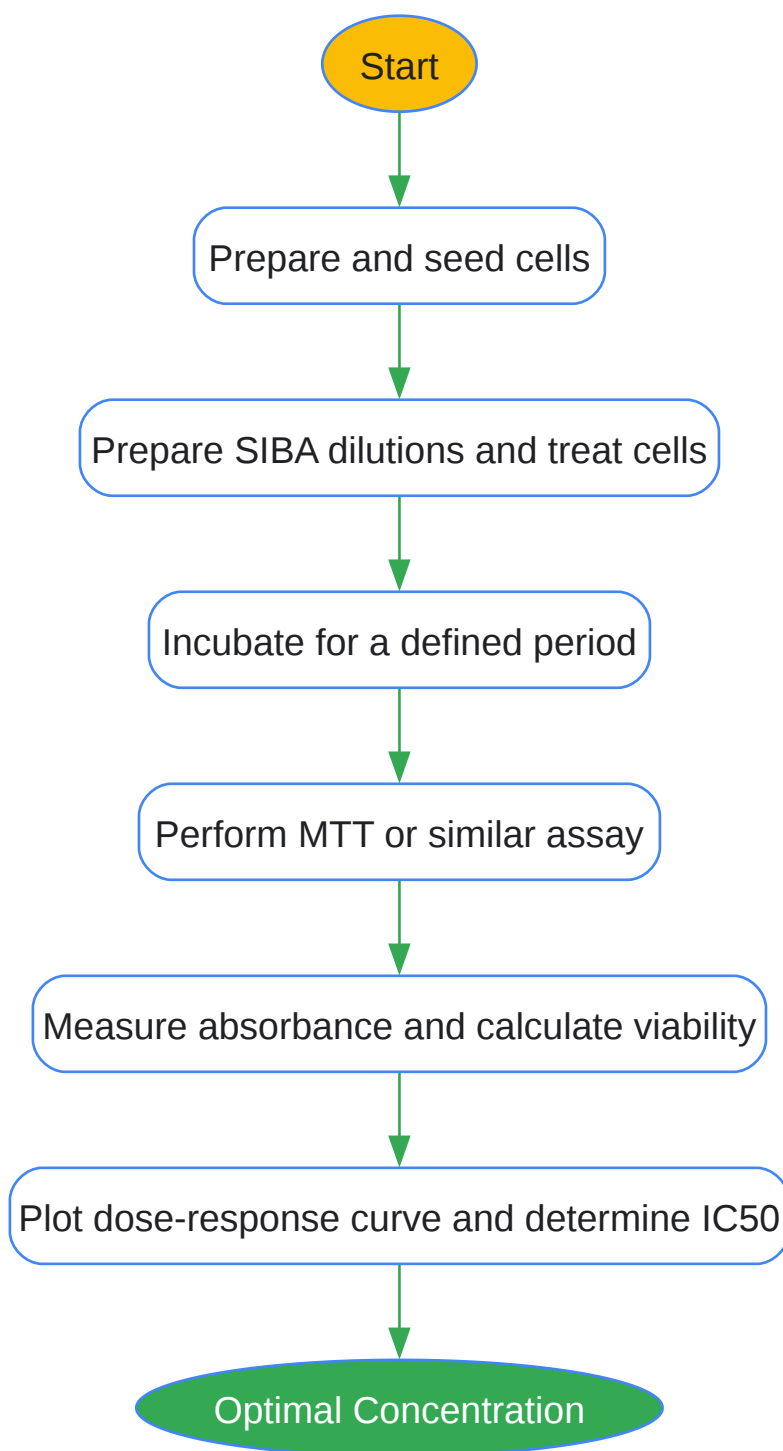 Start
Prepare and seed cells
Prepare SIBA dilutions and treat cells
Incubate for a defined period
Perform MTT or similar assay
Measure absorbance and calculate viability
Plot dose-response curve and determine IC50
Optimal Concentration